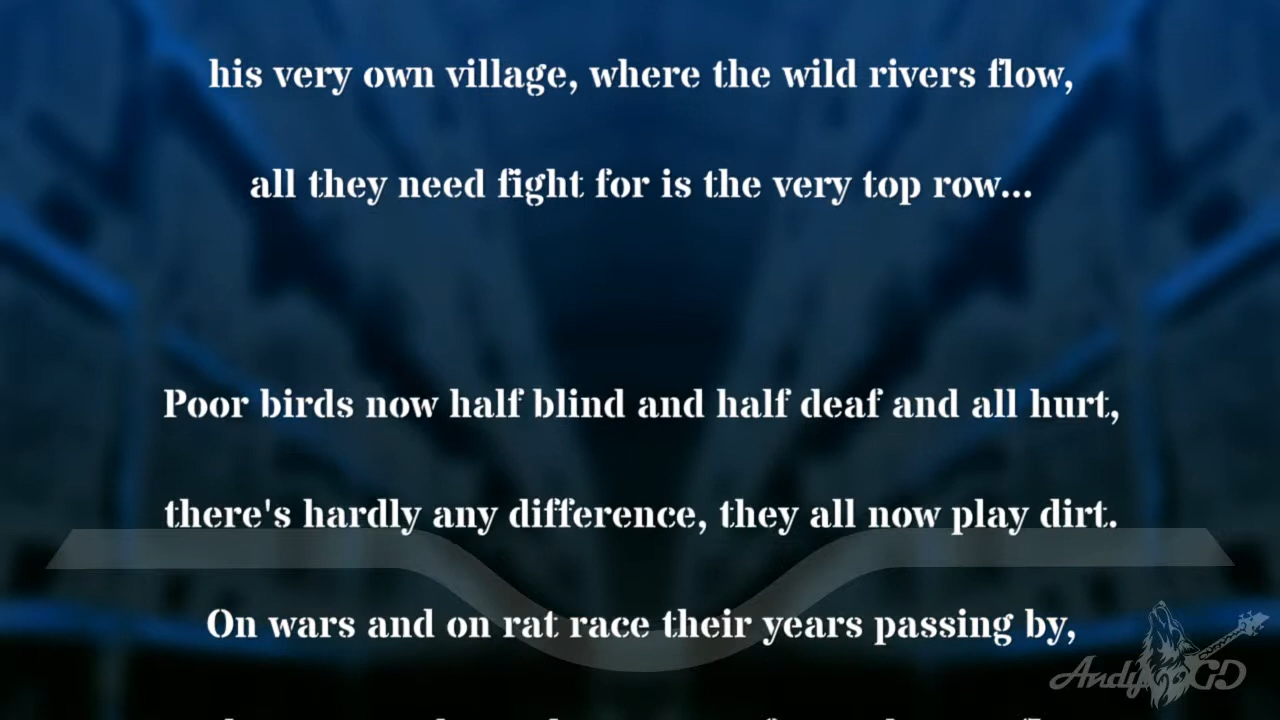 his very own village, where the wild rivers flow,
all they need fight for is the very top row...
Poor birds now half blind and half deaf and all hurt,
there's hardly any difference, they all now play dirt.
On wars and on rat race their years passing by,
Andy GD